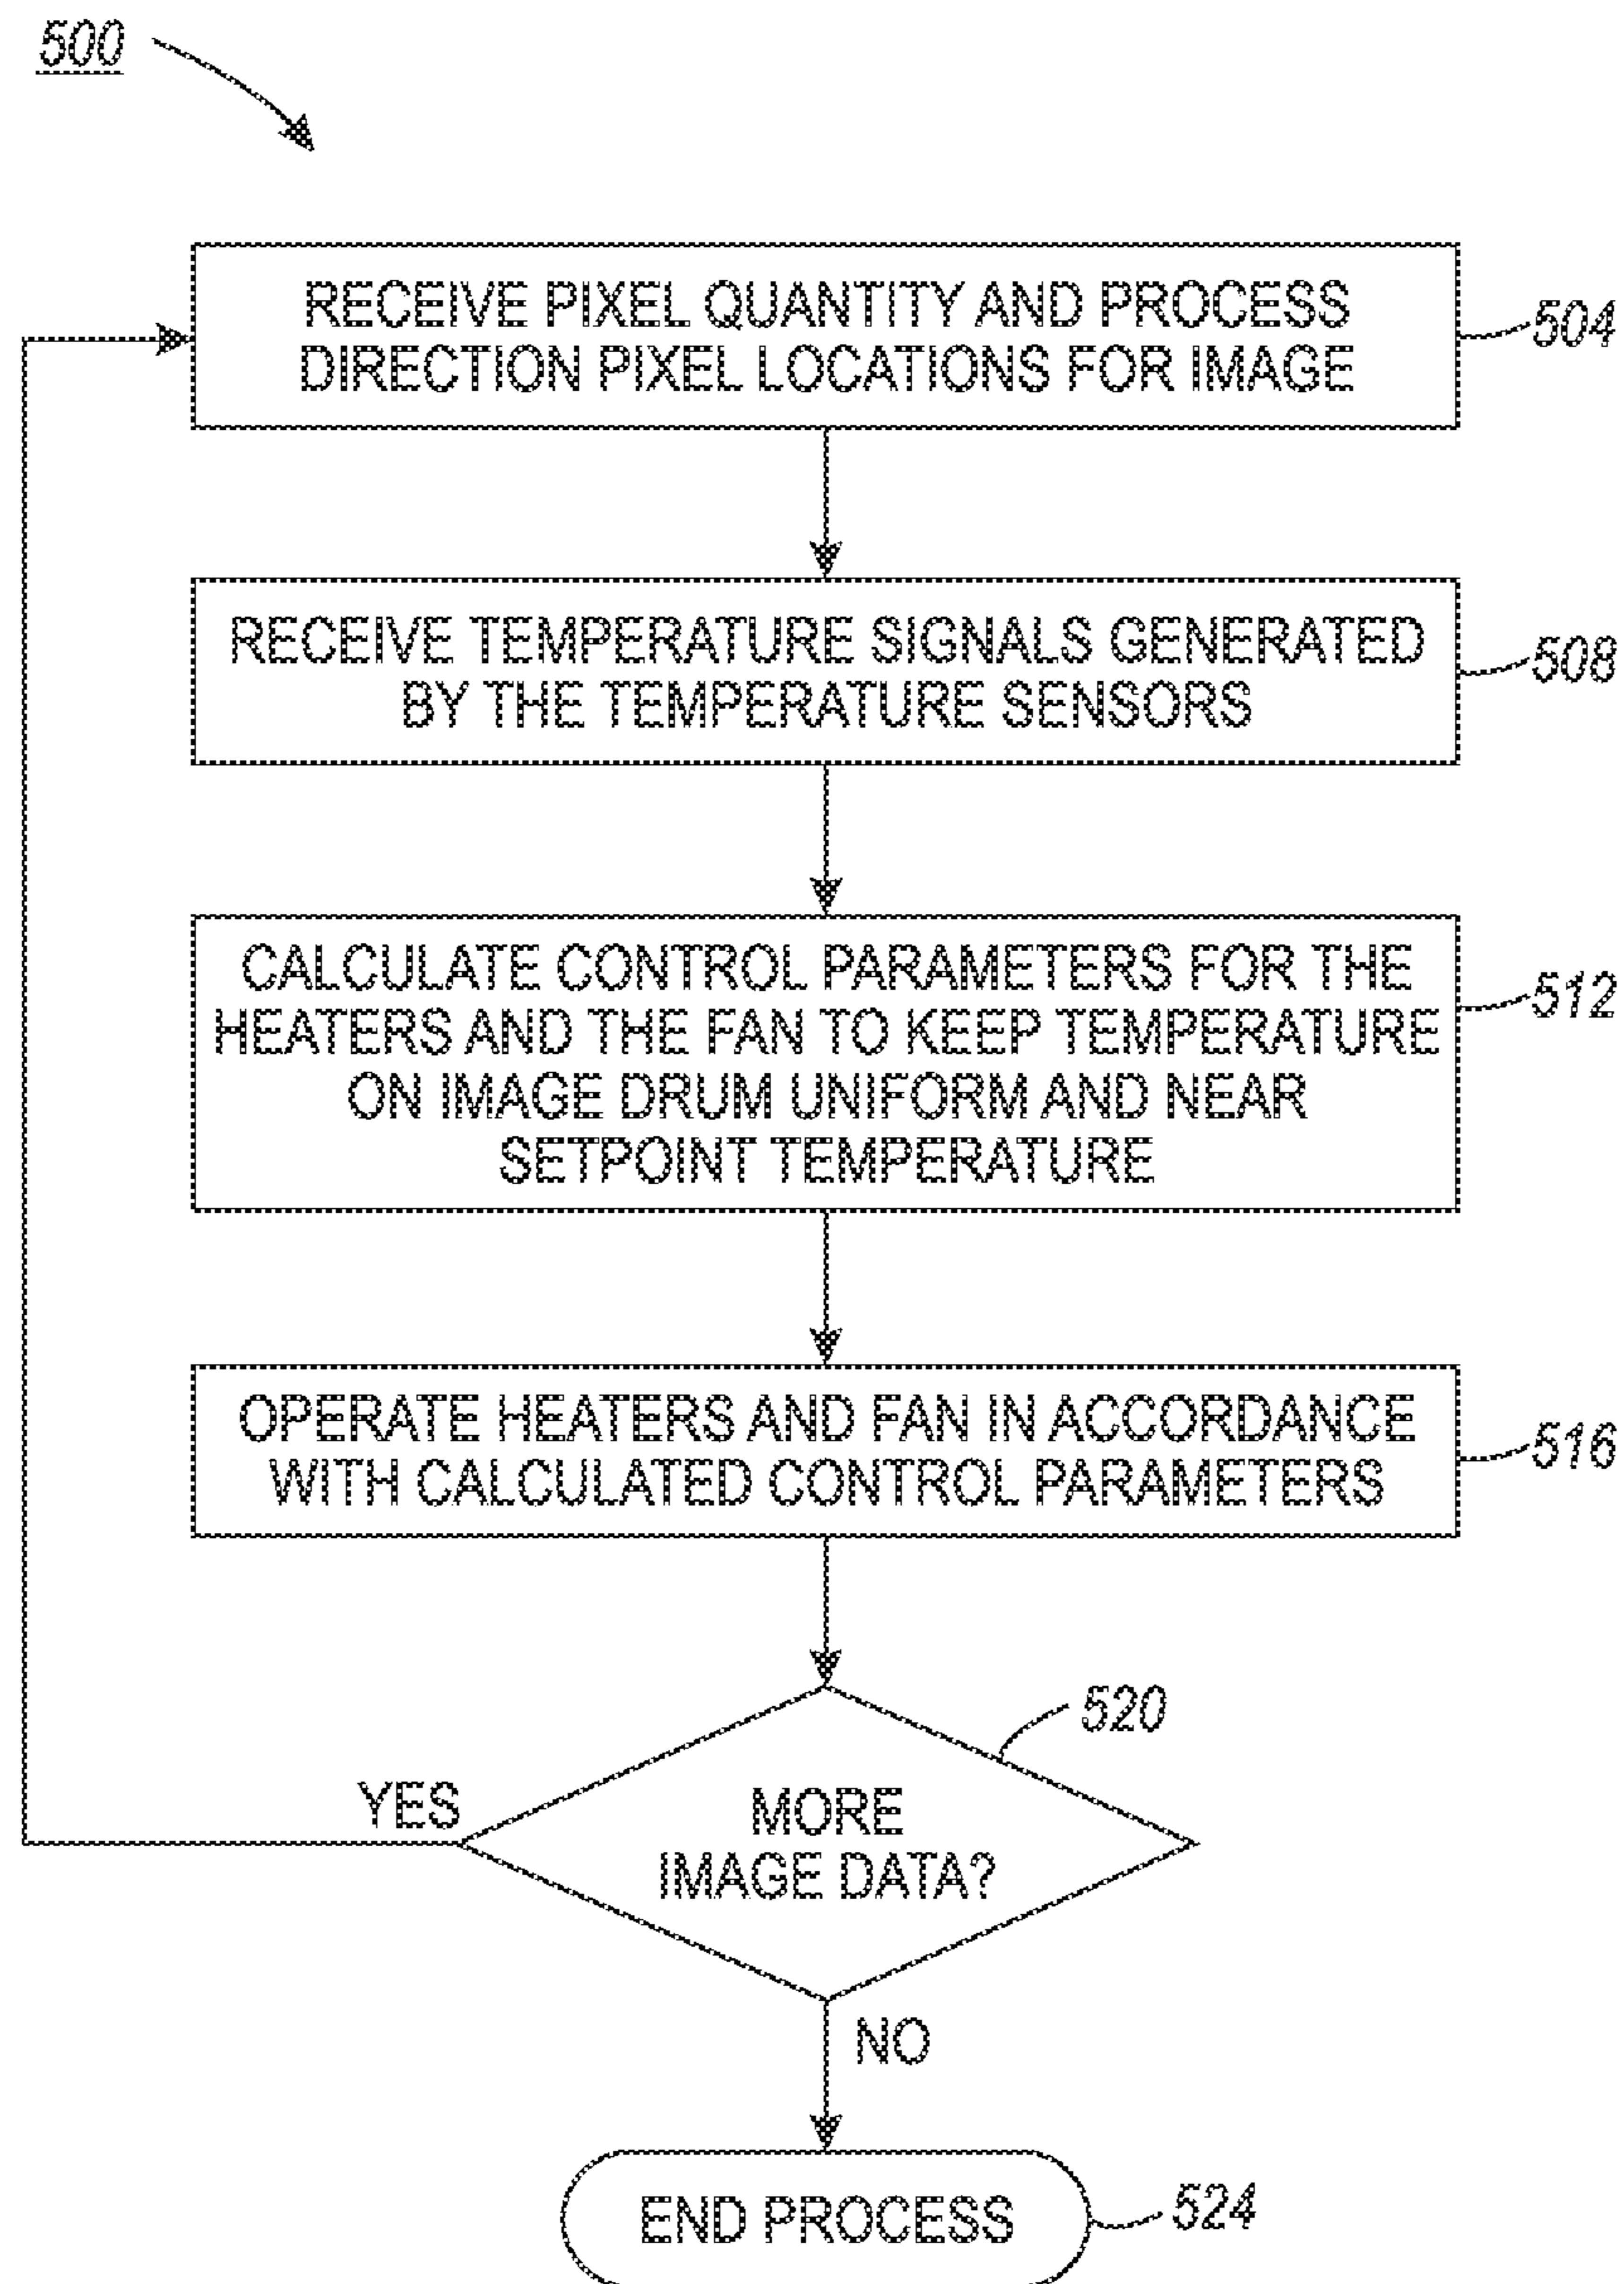 500
RECEIVE PIXEL QUANTITY AND PROCESS
DIRECTION PIXEL LOCATIONS FOR IMAGE
504
RECEIVE TEMPERATURE SIGNALS GENERATED
BY THE TEMPERATURE SENSORS
508
CALCULATE CONTROL PARAMETERS FOR THE
HEATERS AND THE FAN TO KEEP TEMPERATURE
ON IMAGE DRUM UNIFORM AND NEAR
SETPOINT TEMPERATURE
512
OPERATE HEATERS AND FAN IN ACCORDANCE
WITH CALCULATED CONTROL PARAMETERS
516
520
YES
MORE
IMAGE DATA?
NO
END PROCESS
524